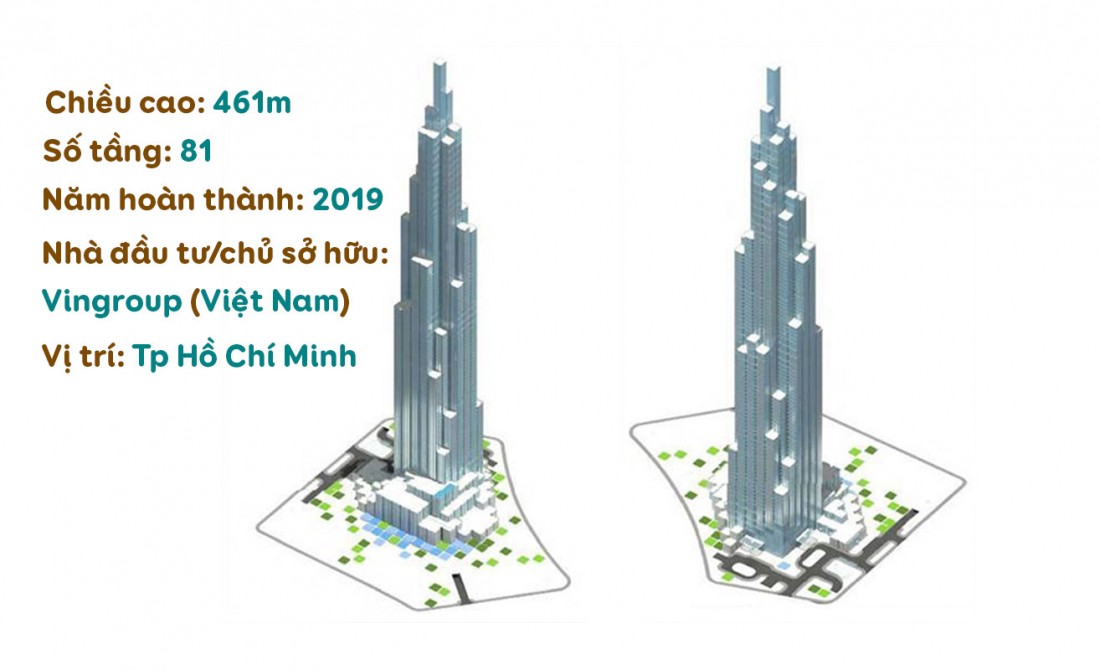 Chiều cao: 461m
Số tầng: 81
Năm hoàn thành: 2019
Nhà đầu tư/chủ sở hữu:
Vingroup (Việt Nam)
Vị trí: Tp Hồ Chí Minh